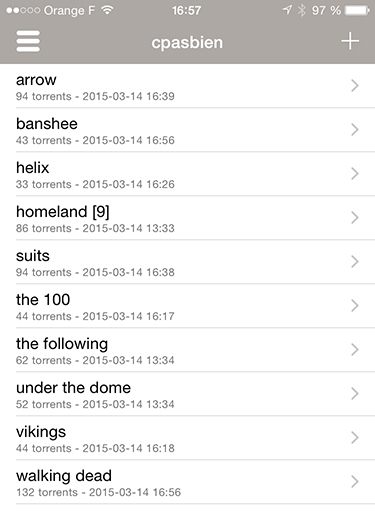 Orange F 16:57 97 %
cpasbien
arrow
94 torrents - 2015-03-14 16:39
banshee
43 torrents - 2015-03-14 16:56
helix
33 torrents - 2015-03-14 16:26
homeland [9]
86 torrents - 2015-03-14 13:33
suits
94 torrents - 2015-03-14 16:38
the 100
44 torrents - 2015-03-14 16:17
the following
62 torrents - 2015-03-14 13:34
under the dome
52 torrents - 2015-03-14 13:34
vikings
44 torrents - 2015-03-14 16:18
walking dead
132 torrents - 2015-03-14 16:56